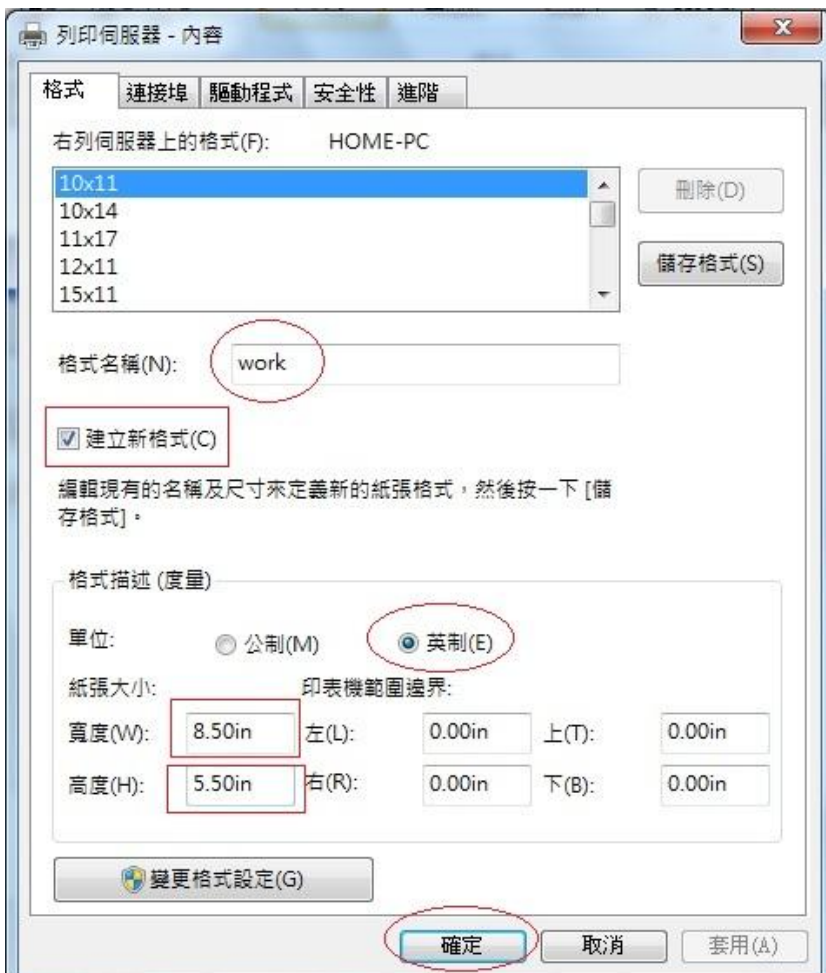 列印伺服器 - 內容
格式 連接埠 驅動程式 安全性 進階
右列伺服器上的格式(F): HOME-PC
10x11
10x14
11x17
12x11
15x11
刪除(D)
儲存格式(S)
格式名稱(N): work
建立新格式(C)
編輯現有的名稱及尺寸來定義新的紙張格式，然後按一下 [儲
存格式]。
格式描述 (度量)
單位: 公制(M) 英制(E)
紙張大小: 印表機範圍邊界:
寬度(W): 8.50in 左(L): 0.00in 上(T): 0.00in
高度(H): 5.50in 右(R): 0.00in 下(B): 0.00in
變更格式設定(G)
確定 取消 套用(A)